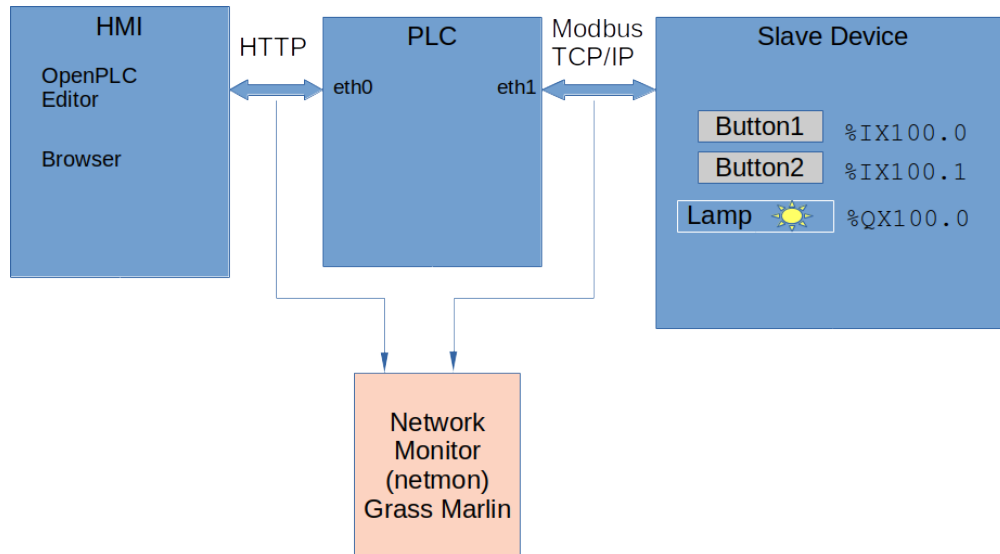 HMI
OpenPLC
Editor
Browser
HTTP
PLC
eth0
eth1
Modbus
TCP/IP
Slave Device
Button1 %IX100.0
Button2 %IX100.1
Lamp %QX100.0
Network
Monitor
(netmon)
Grass Marlin